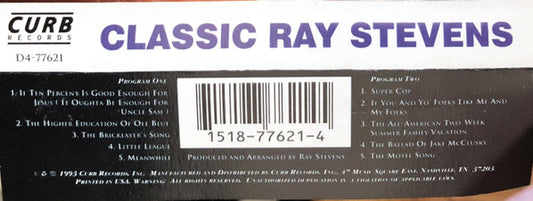 CURB
RECORDS
D4-77621
CLASSIC RAY STEVENS
PROGRAM ONE
1. IF TEN PERCENT IS GOOD ENOUGH FOR
JESUS (IT OUGHTA BE ENOUGH FOR
UNCLE SAM)
2. THE HIGHER EDUCATION OF OLE BLUE
3. THE BRICKLAYER'S SONG
4. LITTLE LEAGUE
5. MEANWHILE
1518-77621-4
PRODUCED AND ARRANGED BY RAY STEVENS
PROGRAM TWO
1. SUPER COP
2. IF YOU AND YO' FOLKS LIKE ME AND
MY FOLKS
3. THE ALL-AMERICAN TWO WEEK
SUMMER FAMILY VACATION
4. THE BALLAD OF JAKE MCCLUSKY
5. THE MOTEL SONG
© & ℗ 1993 CURB RECORDS, INC. MANUFACTURED AND DISTRIBUTED BY CURB RECORDS, INC. 47 MUSIC SQUARE EAST, NASHVILLE, TN 37203.
PRINTED IN USA. WARNING: ALL RIGHTS RESERVED. UNAUTHORIZED DUPLICATION IS A VIOLATION OF APPLICABLE LAWS.